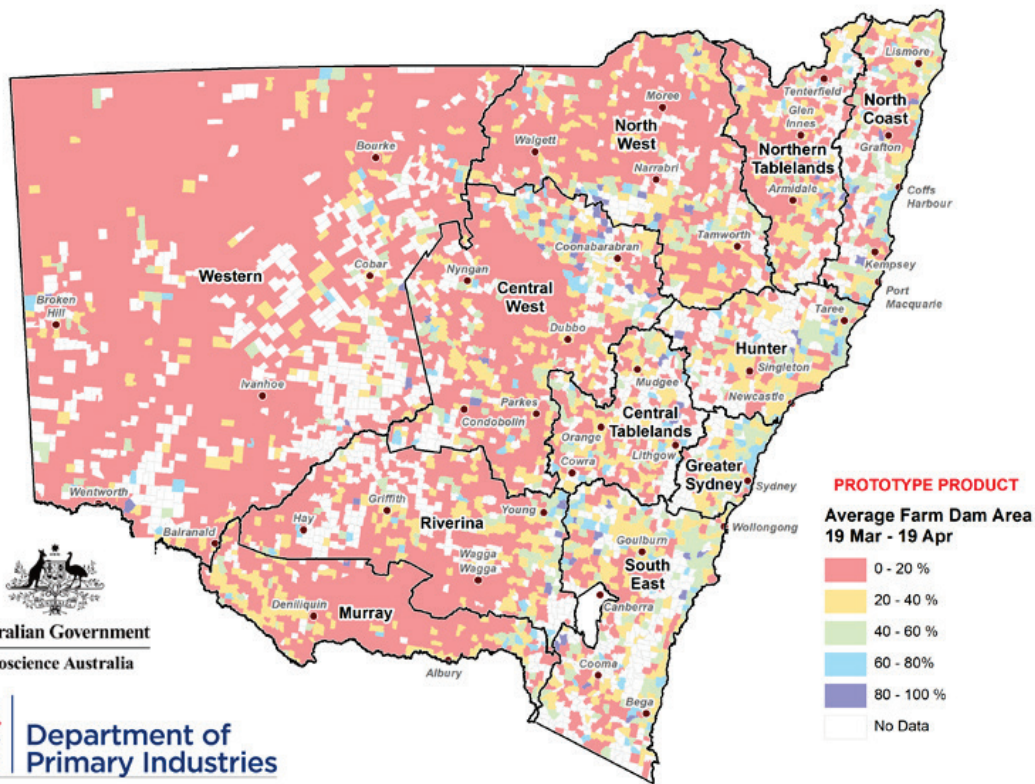 Lismore
Tenterfield
Glen
Innes
North
Coast
Moree
North
West
Northern
Tablelands
Grafton
Walgett
Bourke
Narrabri
Armidale
Coffs
Harbour
Tamworth
Coonabarabran
Kempsey
Port
Macquarie
Western
Cobar
Nyngan
Central
West
Broken
Hill
Taree
Dubbo
Hunter
Singleton
Mudgee
Ivanhoe
Newcastle
Parkes
Condobolin
Central
Tablelands
Orange
Lithgow
Cowra
Greater
Sydney
Sydney
Wentworth
Griffith
Young
Hay
Riverina
Balranald
Wollongong
Goulburn
South
East
Wagga
Wagga
Canberra
Deniliquin
Murray
Albury
Cooma
Bega
PROTOTYPE PRODUCT
Average Farm Dam Area
19 Mar - 19 Apr
0 - 20 %
20 - 40 %
40 - 60 %
60 - 80%
80 - 100 %
No Data
ralian Government
oscience Australia
Department of
Primary Industries